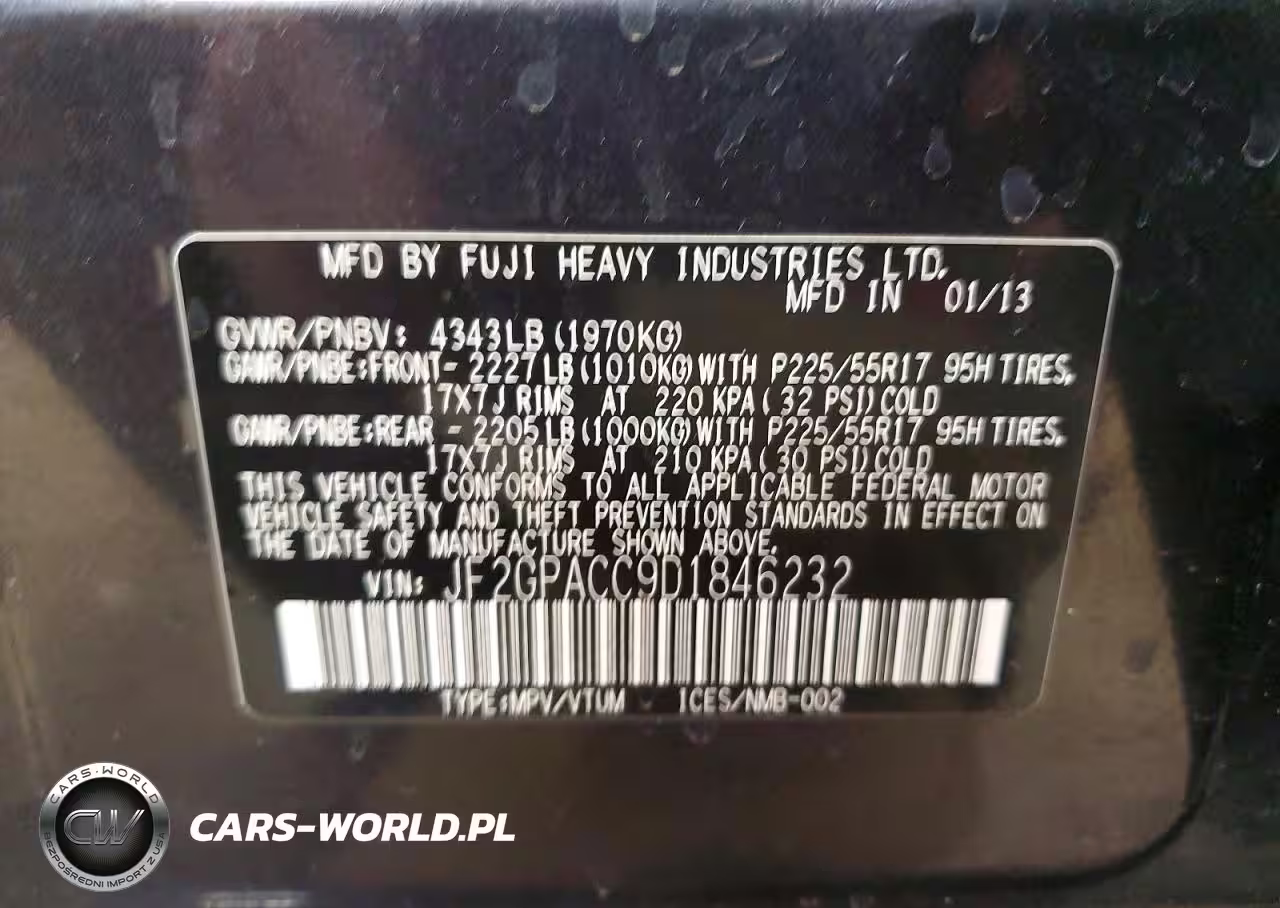 MFD BY FUJI HEAVY INDUSTRIES LTD.
MFD IN 01/13
GVWR/PNBV: 4343LB (1970KG)
GAWR/PNBE:FRONT- 2227LB (1010KG) WITH P225/55R17 95H TIRES,
17X7J RIMS AT 220 KPA ( 32 PSI) COLD
GAWR/PNBE:REAR - 2205LB (1000KG) WITH P225/55R17 95H TIRES,
17X7J RIMS AT 210 KPA ( 30 PSI) COLD
THIS VEHICLE CONFORMS TO ALL APPLICABLE FEDERAL MOTOR
VEHICLE SAFETY AND THEFT PREVENTION STANDARDS IN EFFECT ON
THE DATE OF MANUFACTURE SHOWN ABOVE.
VIN: JF2GPACC9D1846232
TYPE:MPV/VTUM ICES/NMB-002
CARS-WORLD
CW
BEZPOŚREDNI IMPORT Z USA
CARS-WORLD.PL